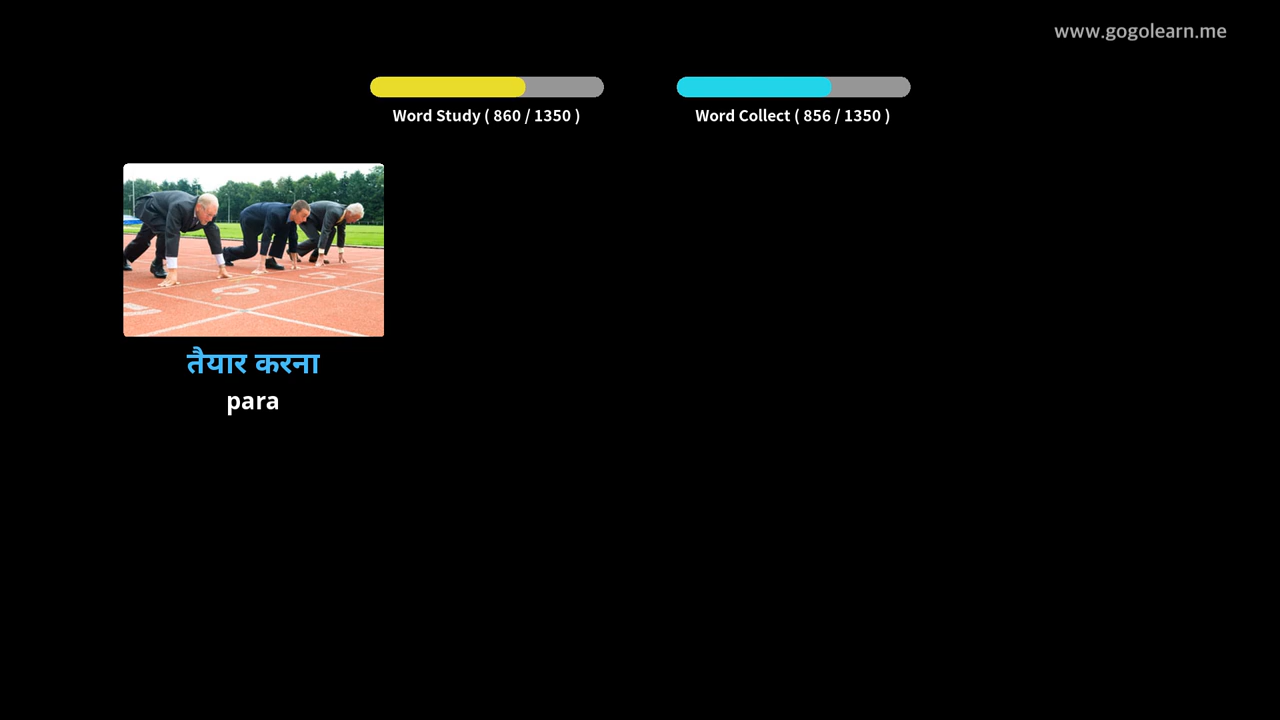 www.gogolearn.me
Word Study ( 860 / 1350 )
Word Collect ( 856 / 1350 )
तैयार करना
para